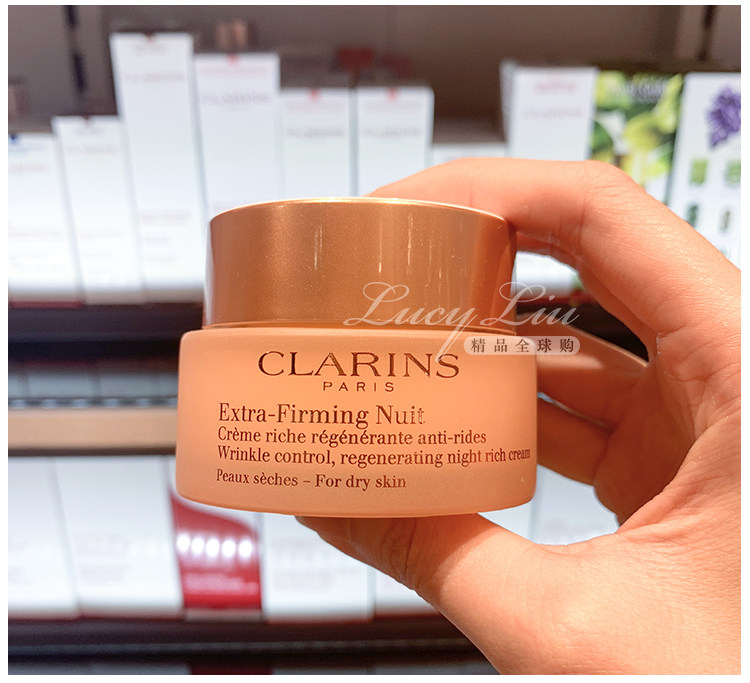 CLARINS
Lucy Liu
精品全球购
CLARINS
PARIS
Extra-Firming Nuit
Crème riche régénérante anti-rides
Wrinkle control, regenerating night rich cream
Peaux sèches – For dry skin